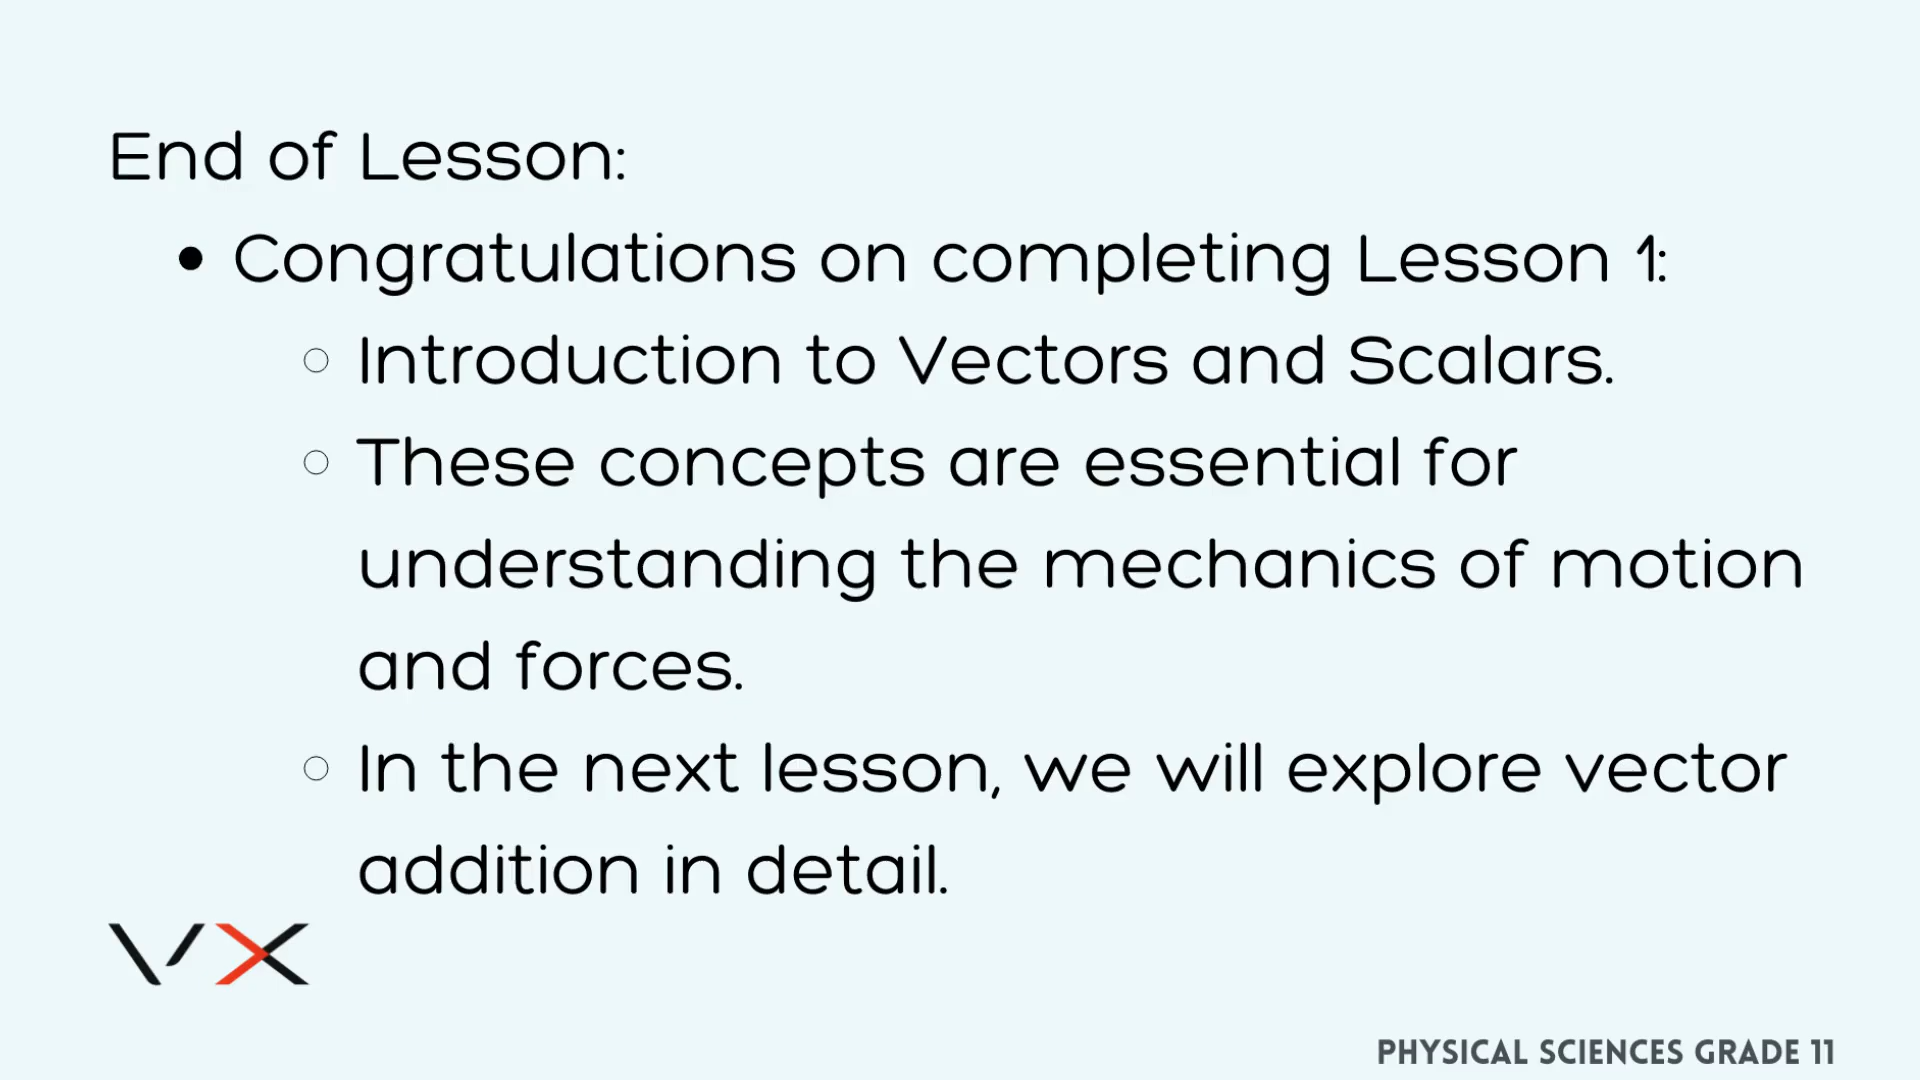 End of Lesson:
• Congratulations on completing Lesson 1:
○ Introduction to Vectors and Scalars.
○ These concepts are essential for
understanding the mechanics of motion
and forces.
○ In the next lesson, we will explore vector
addition in detail.
VX
PHYSICAL SCIENCES GRADE 11